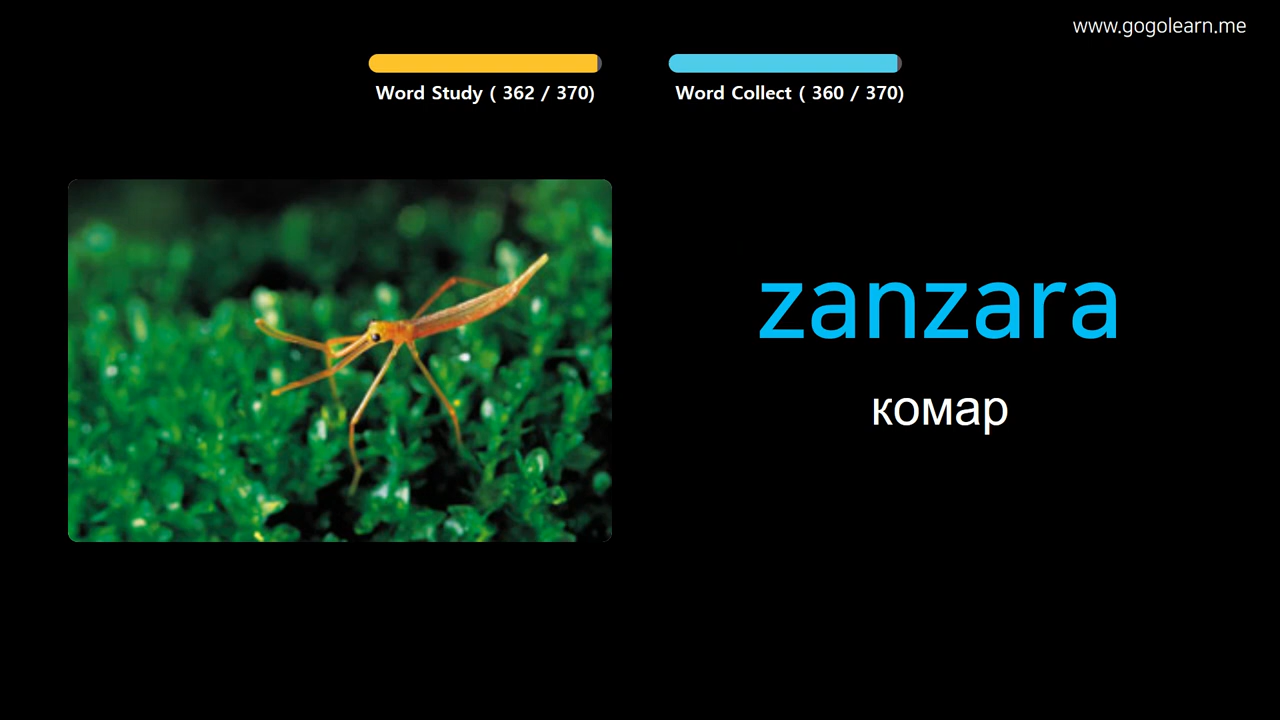 www.gogolearn.me
Word Study ( 362 / 370)
Word Collect ( 360 / 370)
zanzara
комар